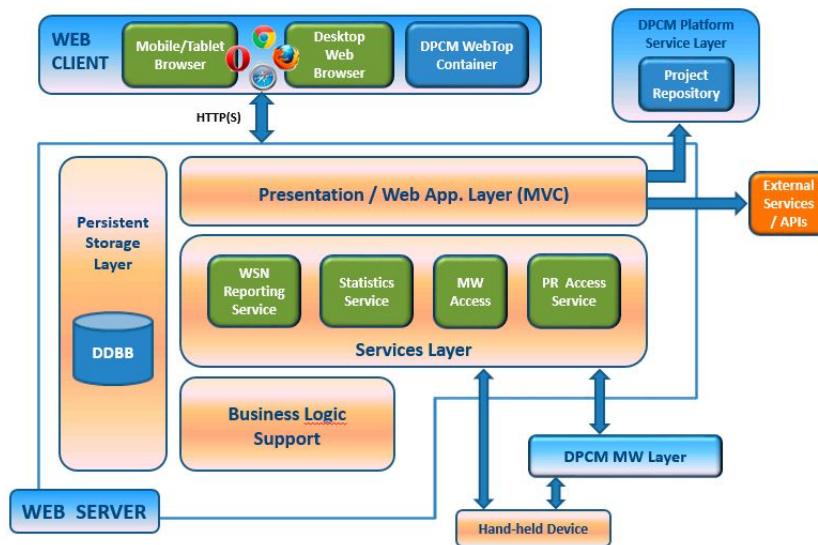 WEB
CLIENT
Mobile/Tablet
Browser
Desktop
Web
Browser
DPCM WebTop
Container
DPCM Platform
Service Layer
Project
Repository
HTTP(S)
Persistent
Storage
Layer
DDBB
Presentation / Web App. Layer (MVC)
External
Services
/ APIs
WSN
Reporting
Service
Statistics
Service
MW
Access
PR Access
Service
Services Layer
Business Logic
Support
DPCM MW Layer
WEB SERVER
Hand-held Device